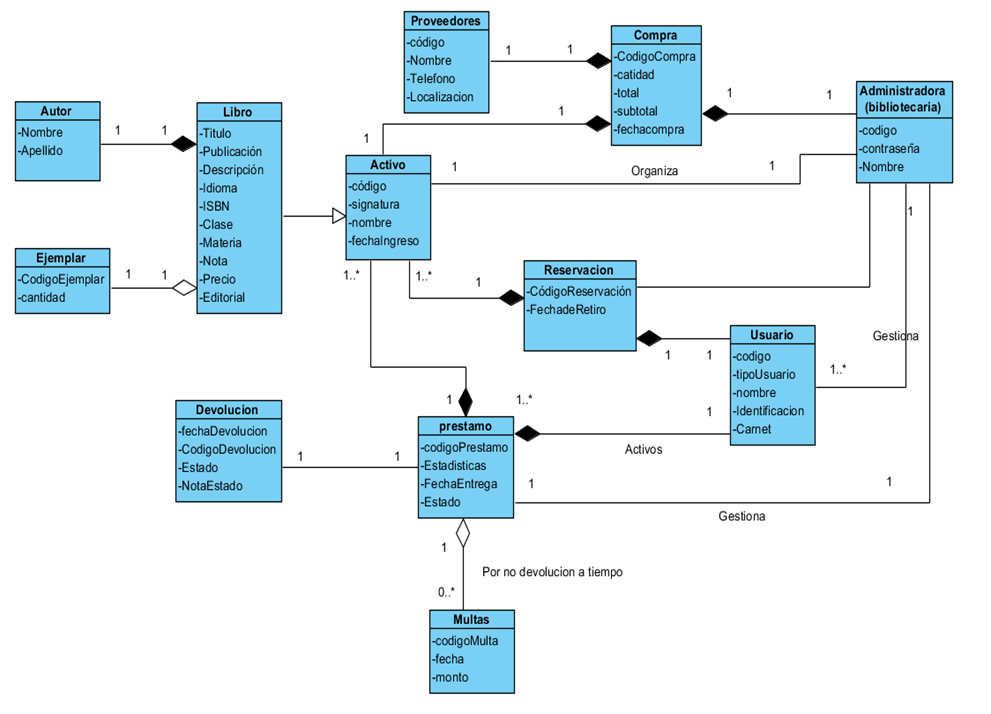 Proveedores
-código
-Nombre
-Telefono
-Localizacion
1
1
Compra
-CodigoCompra
-catidad
-total
-subtotal
-fechacompra
1
1
Administradora
(bibliotecaria)
-codigo
-contraseña
-Nombre
Autor
-Nombre
-Apellido
1
1
Libro
-Titulo
-Publicación
-Descripción
-Idioma
-ISBN
-Clase
-Materia
-Nota
-Precio
-Editorial
1
1
Activo
-código
-signatura
-nombre
-fechaIngreso
1
Organiza
1
1
Ejemplar
-CodigoEjemplar
-cantidad
1
1
1..*
1..*
1
Reservacion
-CódigoReservación
-FechadeRetiro
1
1
Usuario
-codigo
-tipoUsuario
-nombre
-Identificacion
-Carnet
Gestiona
1..*
Devolucion
-fechaDevolucion
-CodigoDevolucion
-Estado
-NotaEstado
1
1
1
prestamo
-codigoPrestamo
-Estadisticas
-FechaEntrega
-Estado
1..*
1
Activos
1
1
Gestiona
1
Por no devolucion a tiempo
0..*
Multas
-codigoMulta
-fecha
-monto